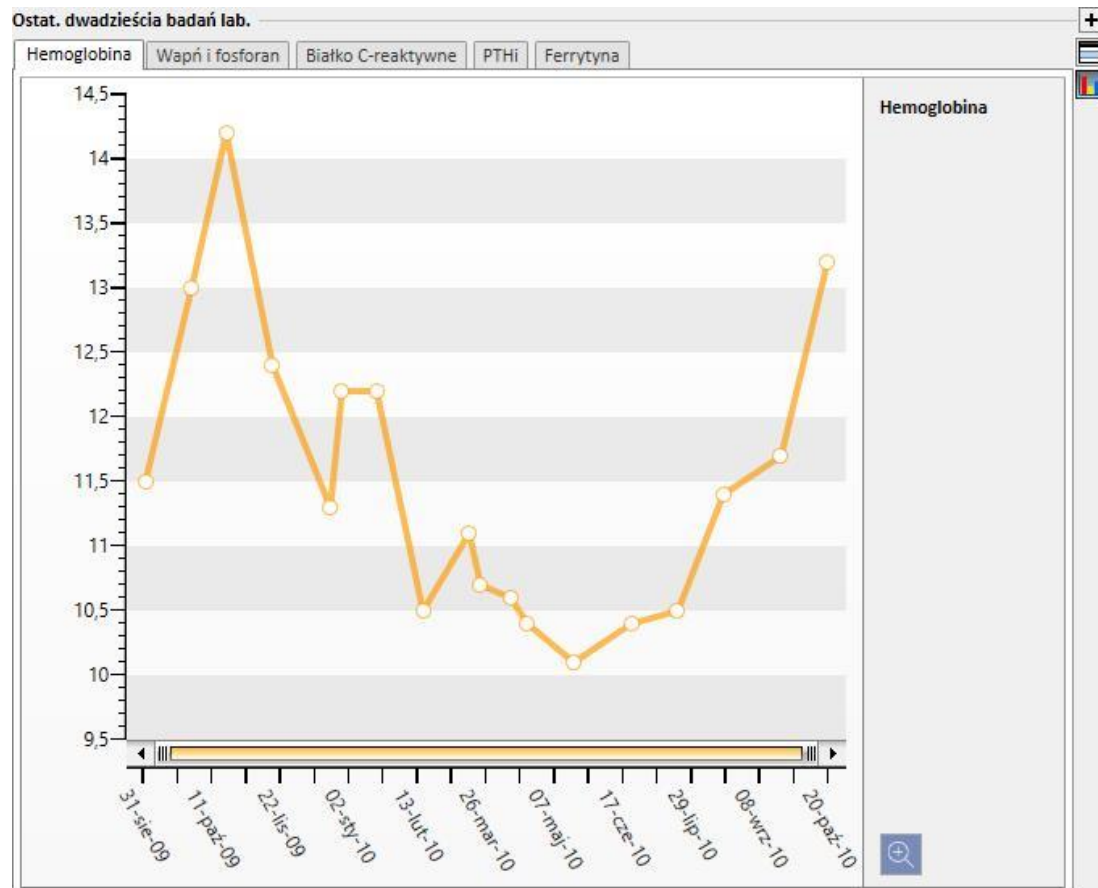 Ostat. dwadzieścia badań lab.
Hemoglobina
Wapń i fosforan
Białko C-reaktywne
PTHi
Ferrytyna
Hemoglobina
14,5
14
13,5
13
12,5
12
11,5
11
10,5
10
9,5
31-sie-09
11-paź-09
22-lis-09
02-sty-10
13-lut-10
26-mar-10
07-maj-10
17-cze-10
29-lip-10
08-wrz-10
20-paź-10